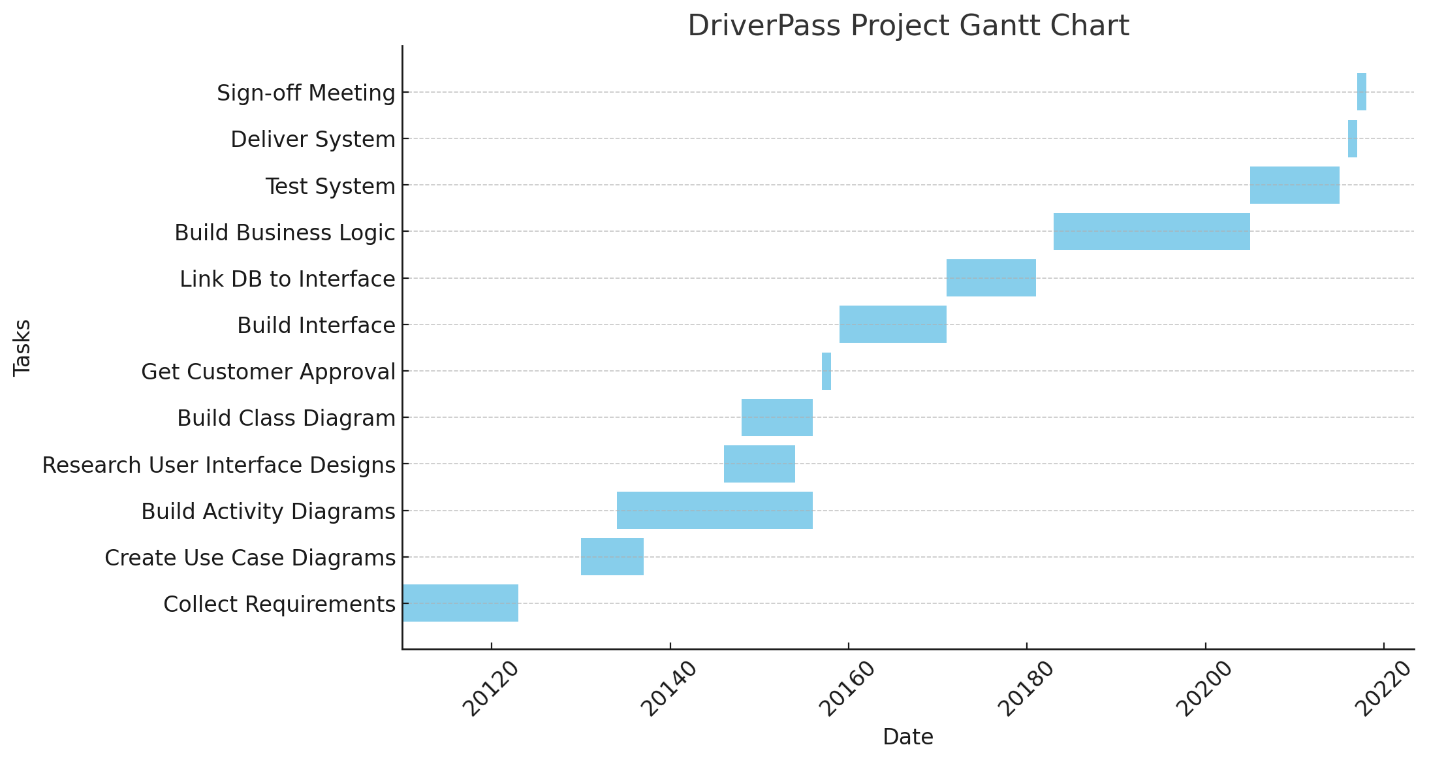 DriverPass Project Gantt Chart
Sign-off Meeting
Deliver System
Test System
Build Business Logic
Link DB to Interface
Build Interface
Get Customer Approval
Build Class Diagram
Research User Interface Designs
Build Activity Diagrams
Create Use Case Diagrams
Collect Requirements
Tasks
20120
20140
20160
20180
20200
20220
Date